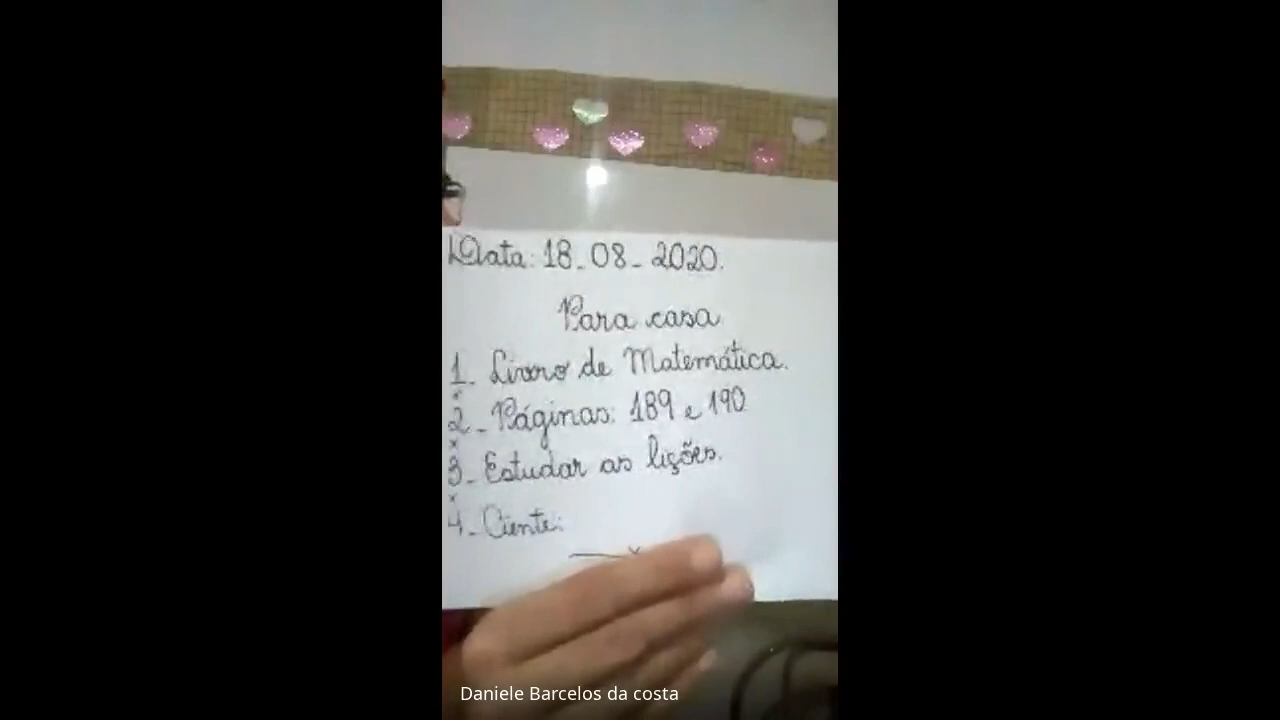 Data: 18-08-2020.
Para casa
1- Livro de Matemática.
2- Páginas: 189 e 190
3- Estudar as lições.
4- Ciente:
Daniele Barcelos da costa